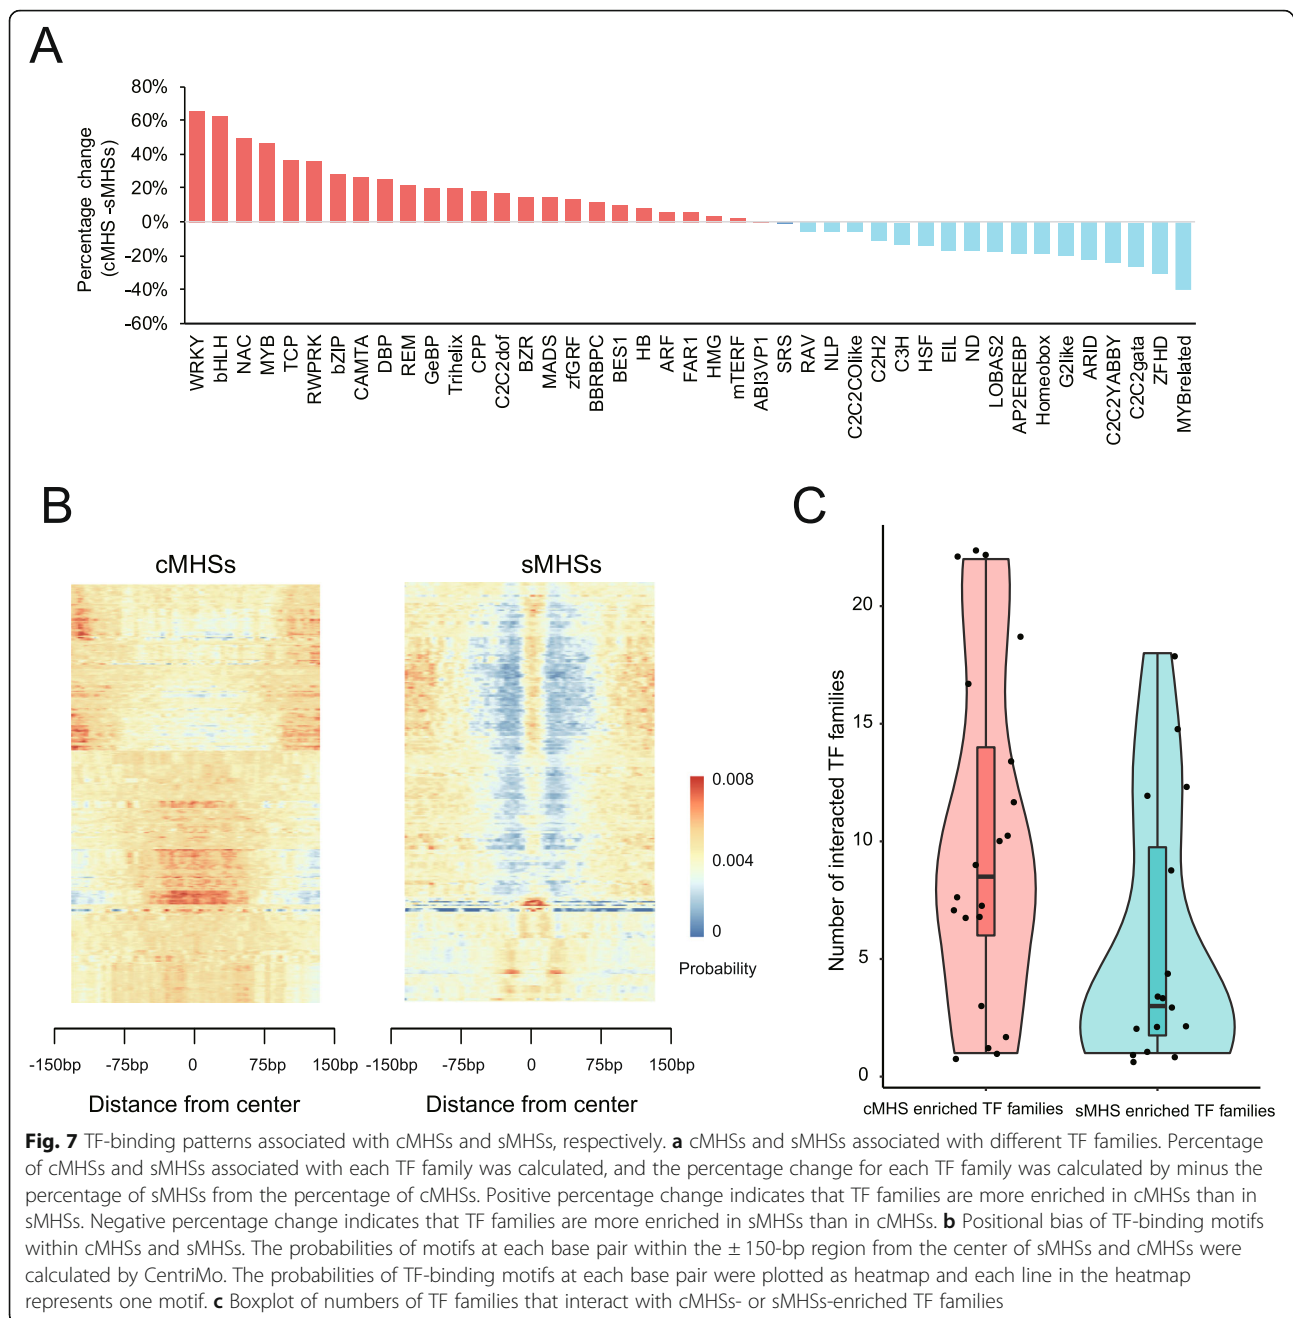 A
80%
60%
40%
20%
0%
-20%
-40%
-60%
Percentage change
(cMHS -sMHSs)
WRKY
bHLH
NAC
MYB
TCP
RWPRK
bZIP
CAMTA
DBP
REM
GeBP
Trihelix
CPP
C2C2dof
BZR
MADS
zfGRF
BBRBPC
BES1
HB
ARF
FAR1
HMG
mTERF
ABI3VP1
SRS
RAV
NLP
C2C2COlike
C2H2
C3H
HSF
EIL
ND
LOBAS2
AP2EREBP
Homeobox
G2like
ARID
C2C2YABBY
C2C2gata
ZFHD
MYBrelated
B
cMHSs
sMHSs
0.008
0.004
0
Probability
-150bp -75bp 0 75bp 150bp
-150bp -75bp 0 75bp 150bp
Distance from center
Distance from center
C
Number of interacted TF families
20
15
10
5
0
cMHS enriched TF families
sMHS enriched TF families
Fig. 7 TF-binding patterns associated with cMHSs and sMHSs, respectively. a cMHSs and sMHSs associated with different TF families. Percentage
of cMHSs and sMHSs associated with each TF family was calculated, and the percentage change for each TF family was calculated by minus the
percentage of sMHSs from the percentage of cMHSs. Positive percentage change indicates that TF families are more enriched in cMHSs than in
sMHSs. Negative percentage change indicates that TF families are more enriched in sMHSs than in cMHSs. b Positional bias of TF-binding motifs
within cMHSs and sMHSs. The probabilities of motifs at each base pair within the ± 150-bp region from the center of sMHSs and cMHSs were
calculated by CentriMo. The probabilities of TF-binding motifs at each base pair were plotted as heatmap and each line in the heatmap
represents one motif. c Boxplot of numbers of TF families that interact with cMHSs- or sMHSs-enriched TF families